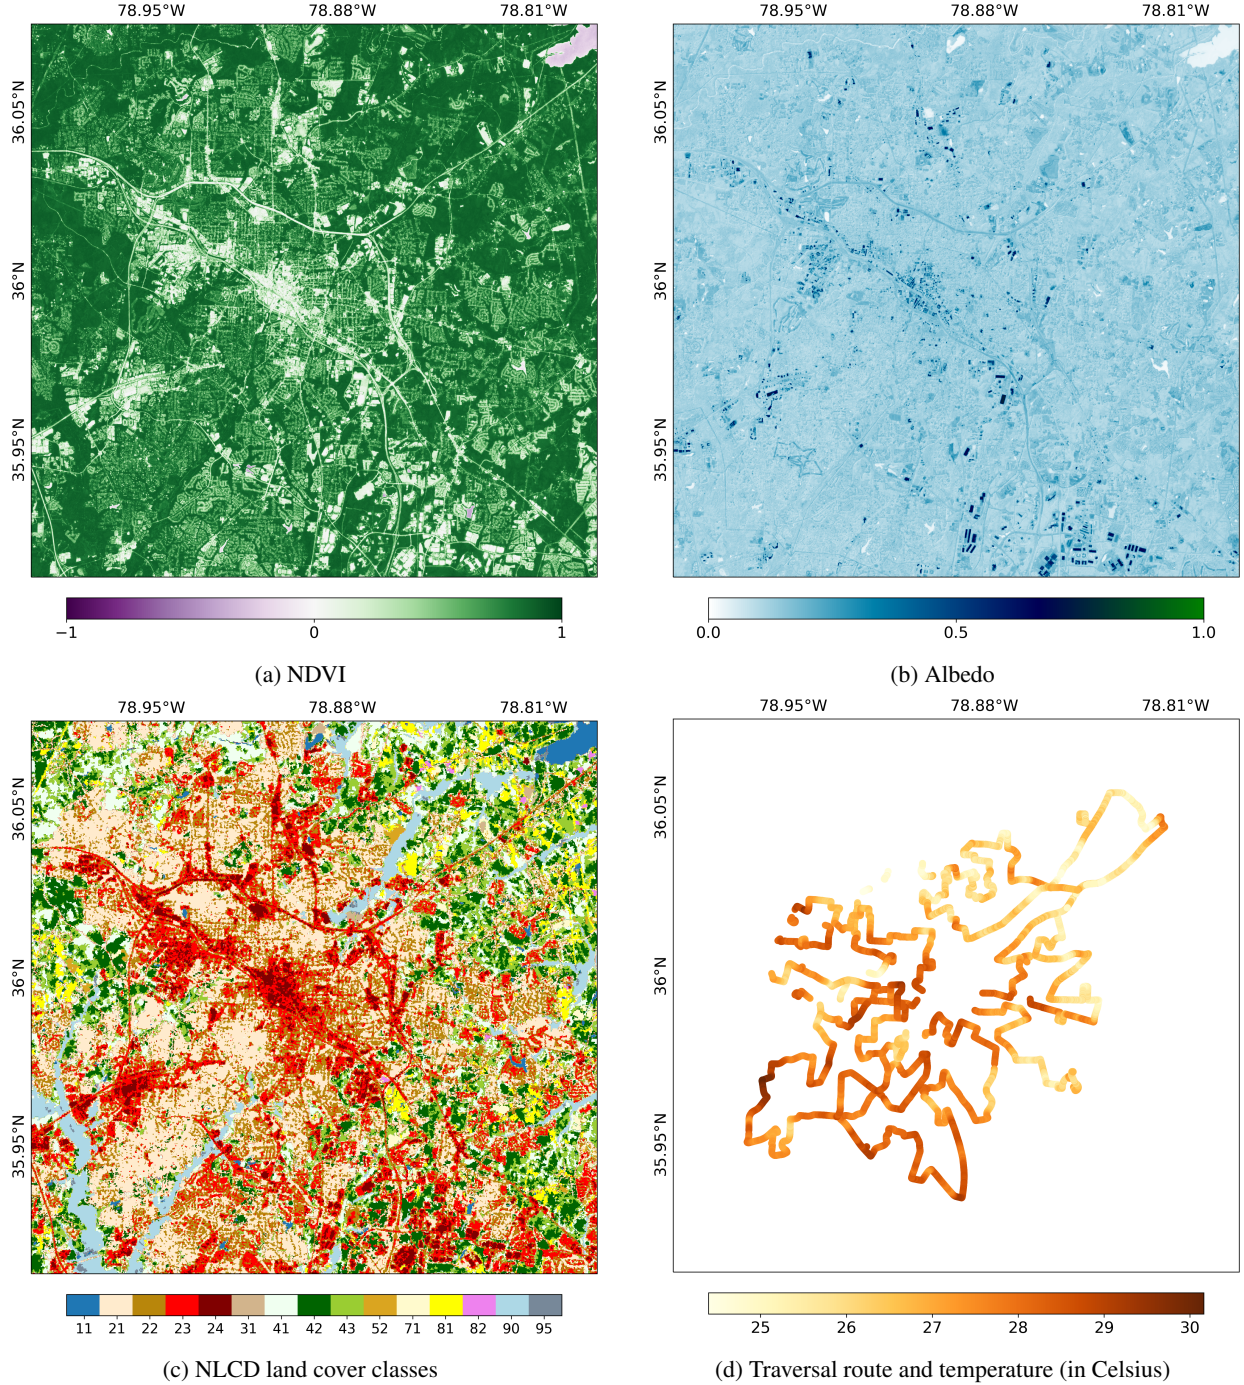 78.95°W 78.88°W 78.81°W
36.05°N
36°N
35.95°N
−1 0 1
(a) NDVI
78.95°W 78.88°W 78.81°W
36.05°N
36°N
35.95°N
0.0 0.5 1.0
(b) Albedo
78.95°W 78.88°W 78.81°W
36.05°N
36°N
35.95°N
11 21 22 23 24 31 41 42 43 52 71 81 82 90 95
(c) NLCD land cover classes
78.95°W 78.88°W 78.81°W
36.05°N
36°N
35.95°N
25 26 27 28 29 30
(d) Traversal route and temperature (in Celsius)